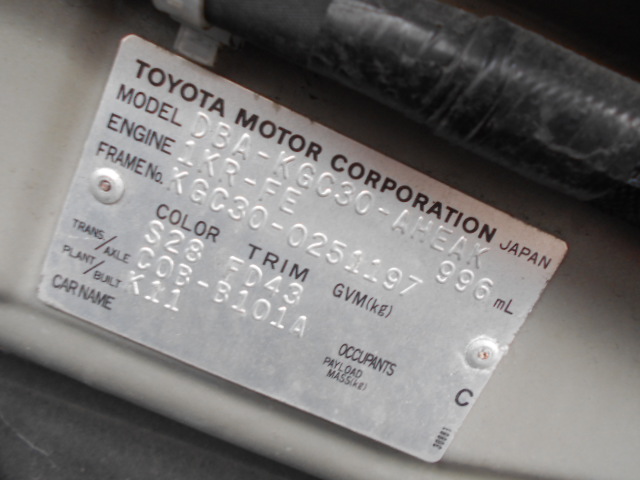 TOYOTA MOTOR CORPORATION JAPAN
MODEL DBA-KGC30-AHEAK
ENGINE 1KR-FE 996 mL
FRAME No. KGC30-0251197
COLOR TRIM GVM(kg)
S28 FD43
TRANS/AXLE C0B-B101A
PLANT/BUILT K11
CAR NAME
OCCUPANTS
PAYLOAD
MASS(kg)
C